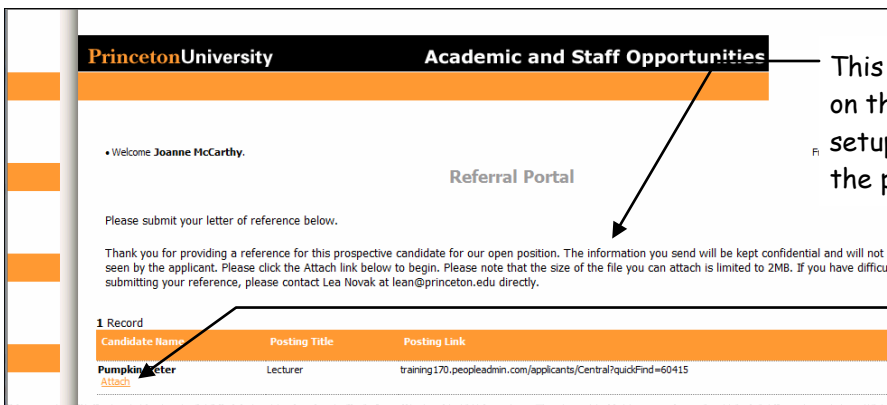 PrincetonUniversity Academic and Staff Opportunities
This
on th
setup
the p
• Welcome Joanne McCarthy.
Referral Portal
Please submit your letter of reference below.
Thank you for providing a reference for this prospective candidate for our open position. The information you send will be kept confidential and will not
seen by the applicant. Please click the Attach link below to begin. Please note that the size of the file you can attach is limited to 2MB. If you have difficu
submitting your reference, please contact Lea Novak at lean@princeton.edu directly.
1 Record
Candidate Name Posting Title Posting Link
Pumpkin Peter Lecturer training170.peopleadmin.com/applicants/Central?quickFind=60415
Attach